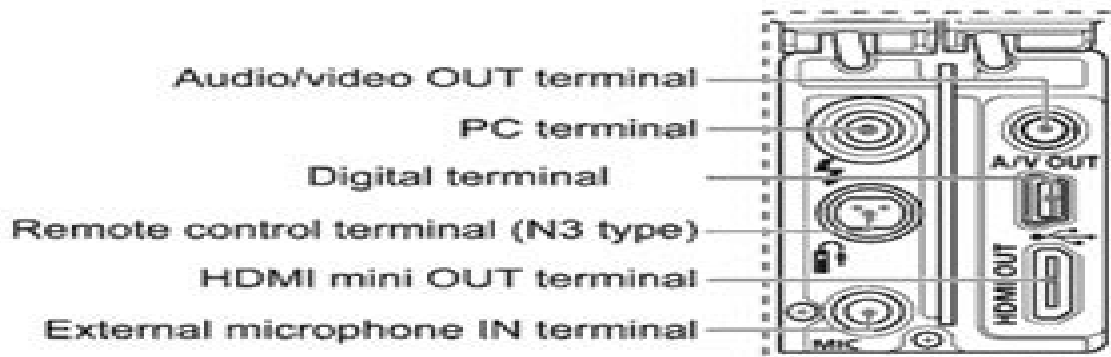 Audio/video OUT terminal
PC terminal
A/V OUT
Digital terminal
Remote control terminal (N3 type)
HDMI mini OUT terminal
HDMI OUT
External microphone IN terminal
MIC